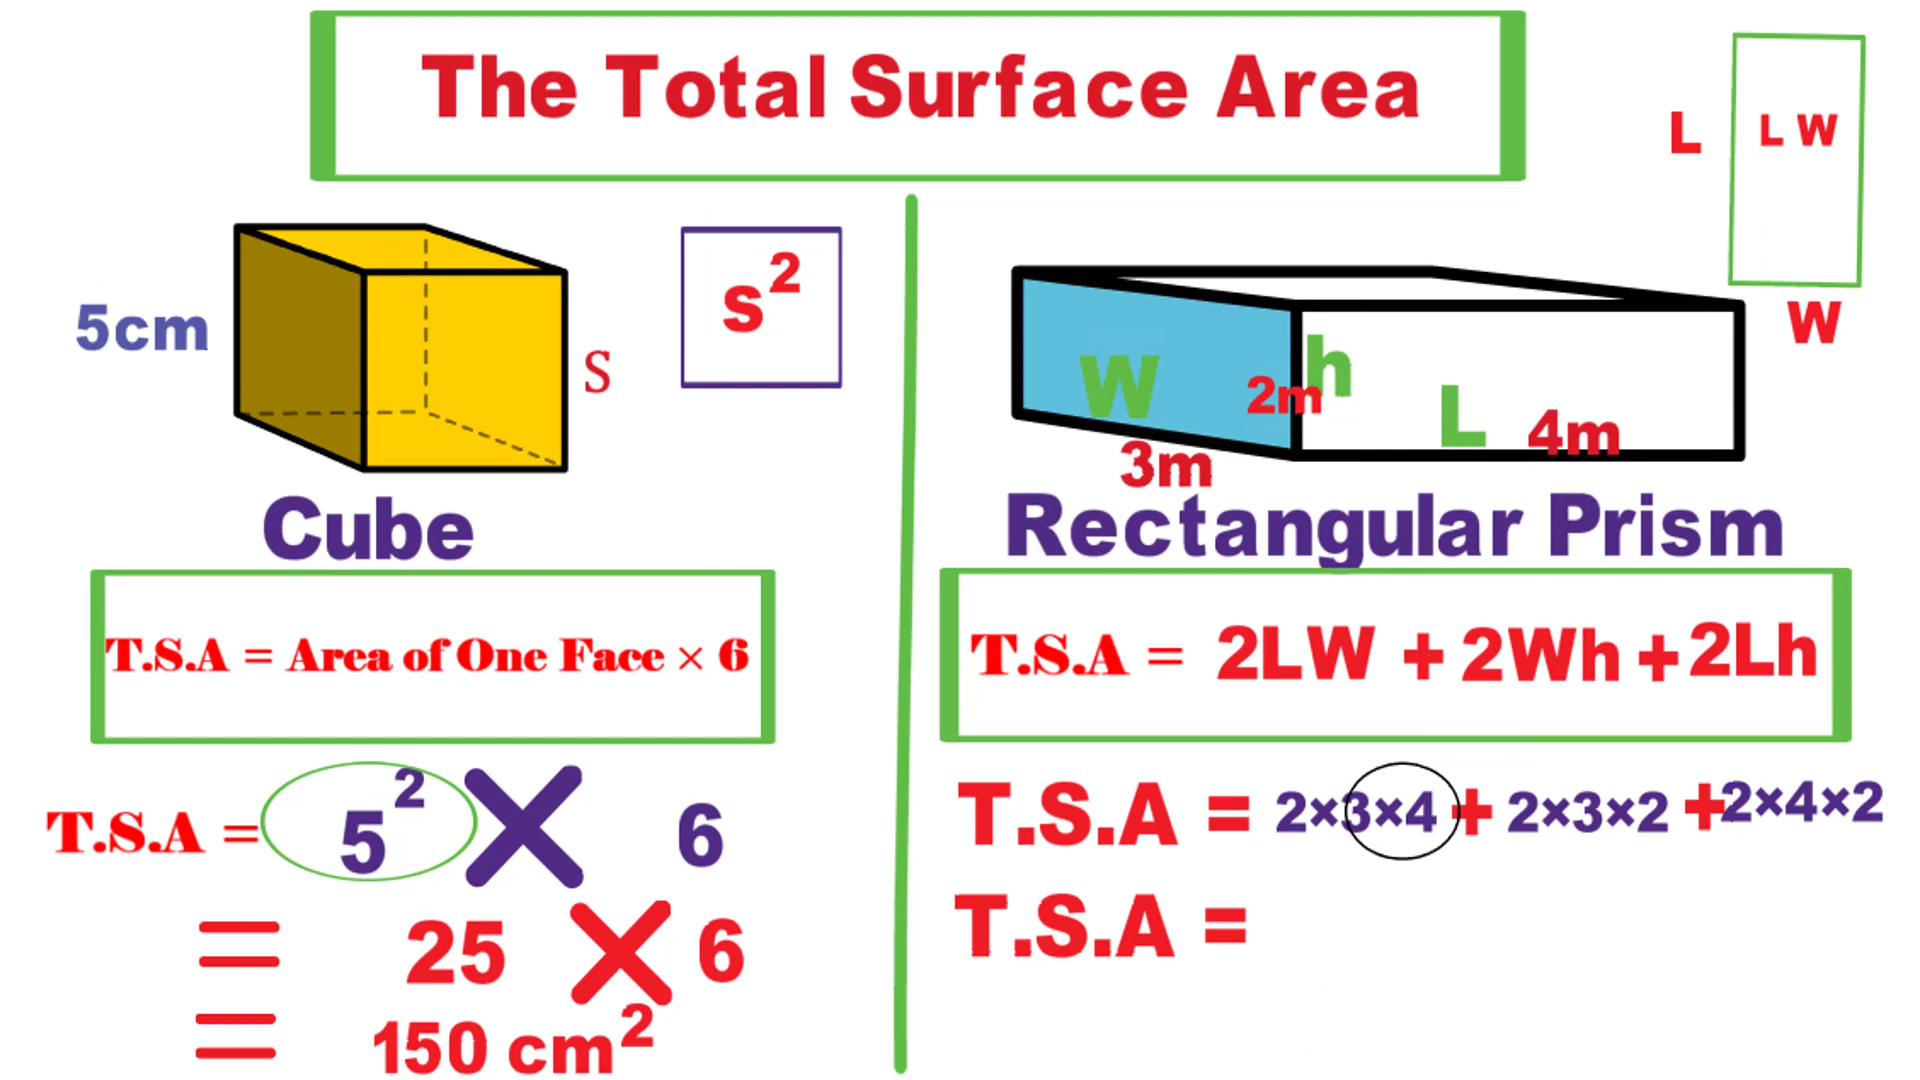 The Total Surface Area
L
L W
W
5cm
S
s²
W
h
2m
L
4m
3m
Cube
Rectangular Prism
T.S.A = Area of One Face × 6
T.S.A = 2LW + 2Wh + 2Lh
T.S.A = 5² × 6
= 25 × 6
= 150 cm²
T.S.A = 2×3×4 + 2×3×2 + 2×4×2
T.S.A =